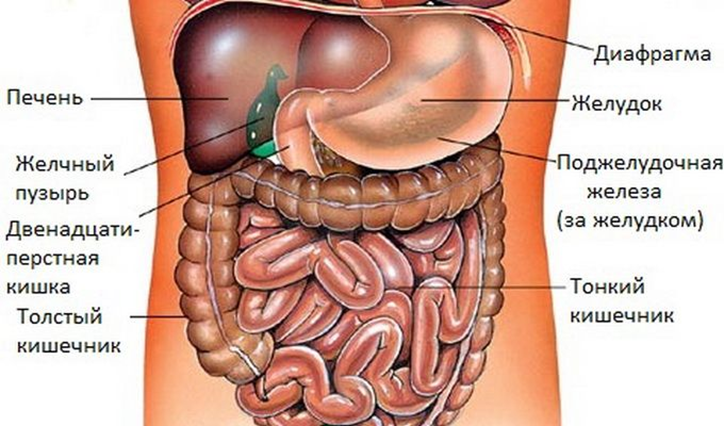 Печень
Желчный
пузырь
Двенадцати-
перстная
кишка
Толстый
кишечник
Диафрагма
Желудок
Поджелудочная
железа
(за желудком)
Тонкий
кишечник